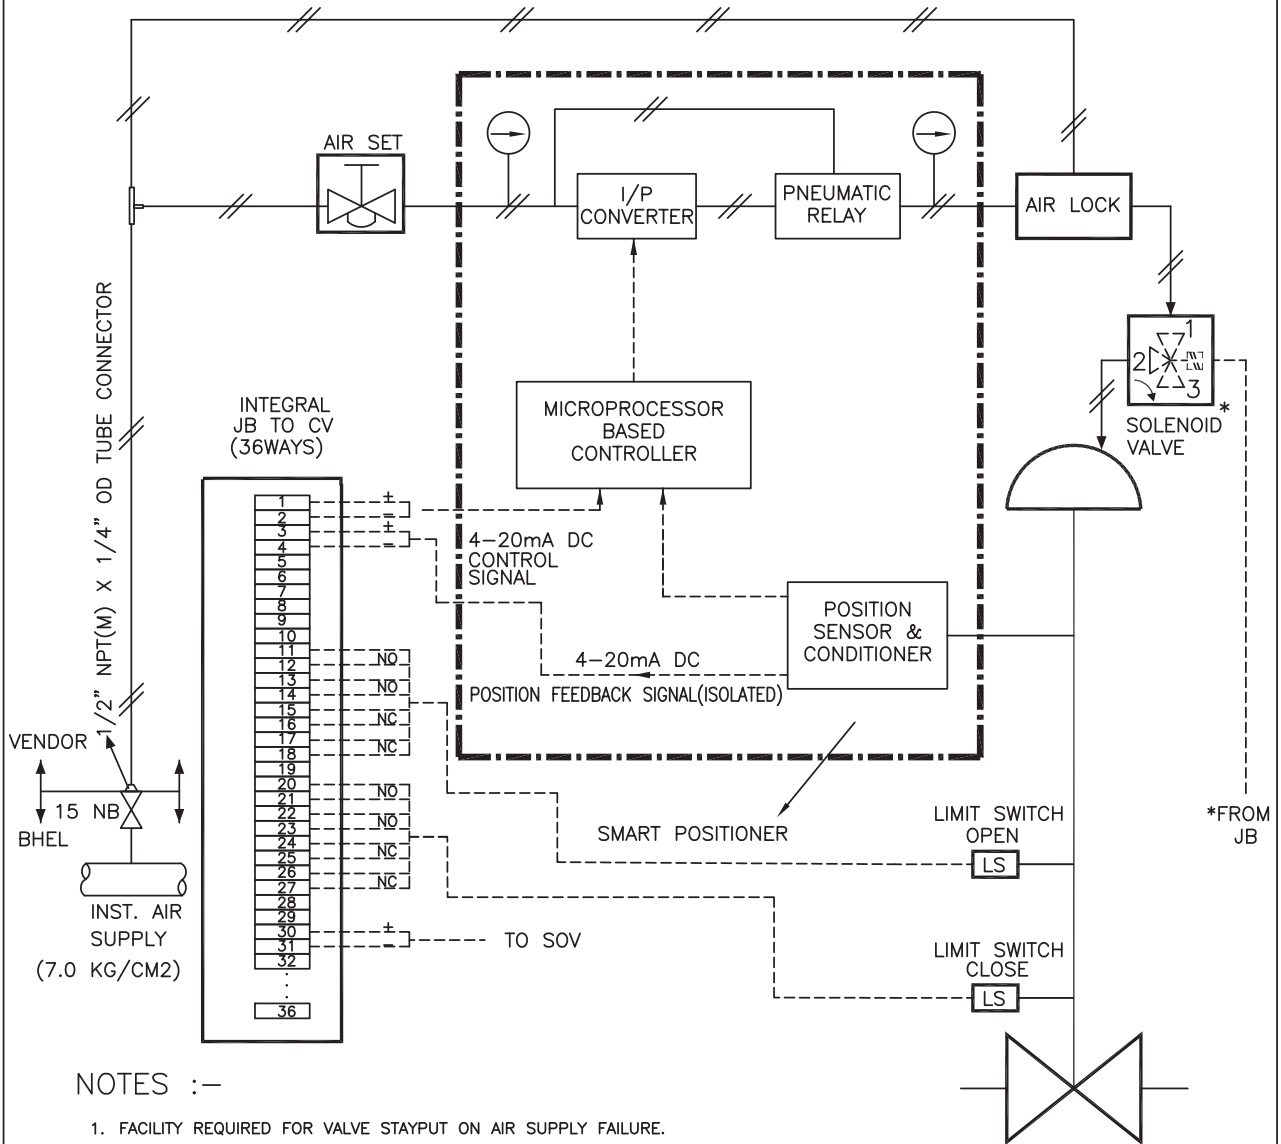 AIR SET
I/P
CONVERTER
PNEUMATIC
RELAY
AIR LOCK
1/2" NPT(M) X 1/4" OD TUBE CONNECTOR
1
2
3
*
SOLENOID
VALVE
INTEGRAL
JB TO CV
(36WAYS)
MICROPROCESSOR
BASED
CONTROLLER
1
+
2
-
3
+
4
-
5
6
7
8
9
10
11
12
NO
13
14
NO
15
16
NC
17
18
NC
19
20
21
NO
22
23
NO
24
25
NC
26
27
NC
28
29
30
+
31
-
32
36
4-20mA DC
CONTROL
SIGNAL
POSITION
SENSOR &
CONDITIONER
4-20mA DC
POSITION FEEDBACK SIGNAL(ISOLATED)
VENDOR
15 NB
BHEL
SMART POSITIONER
LIMIT SWITCH
OPEN
LS
*FROM
JB
INST. AIR
SUPPLY
(7.0 KG/CM2)
TO SOV
LIMIT SWITCH
CLOSE
LS
NOTES :-
1. FACILITY REQUIRED FOR VALVE STAYPUT ON AIR SUPPLY FAILURE.